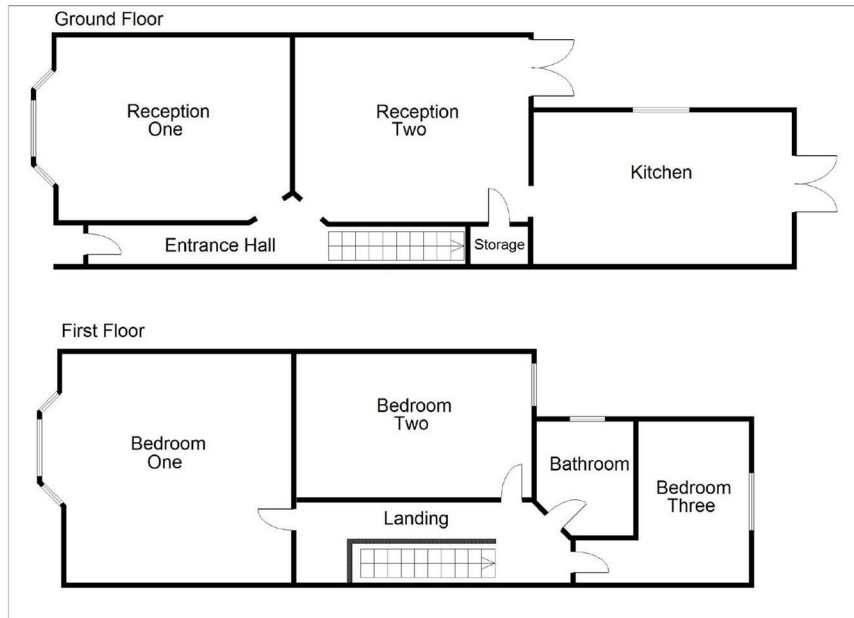 Ground Floor
Reception
One
Reception
Two
Kitchen
Entrance Hall
Storage
First Floor
Bedroom
One
Bedroom
Two
Bathroom
Bedroom
Three
Landing